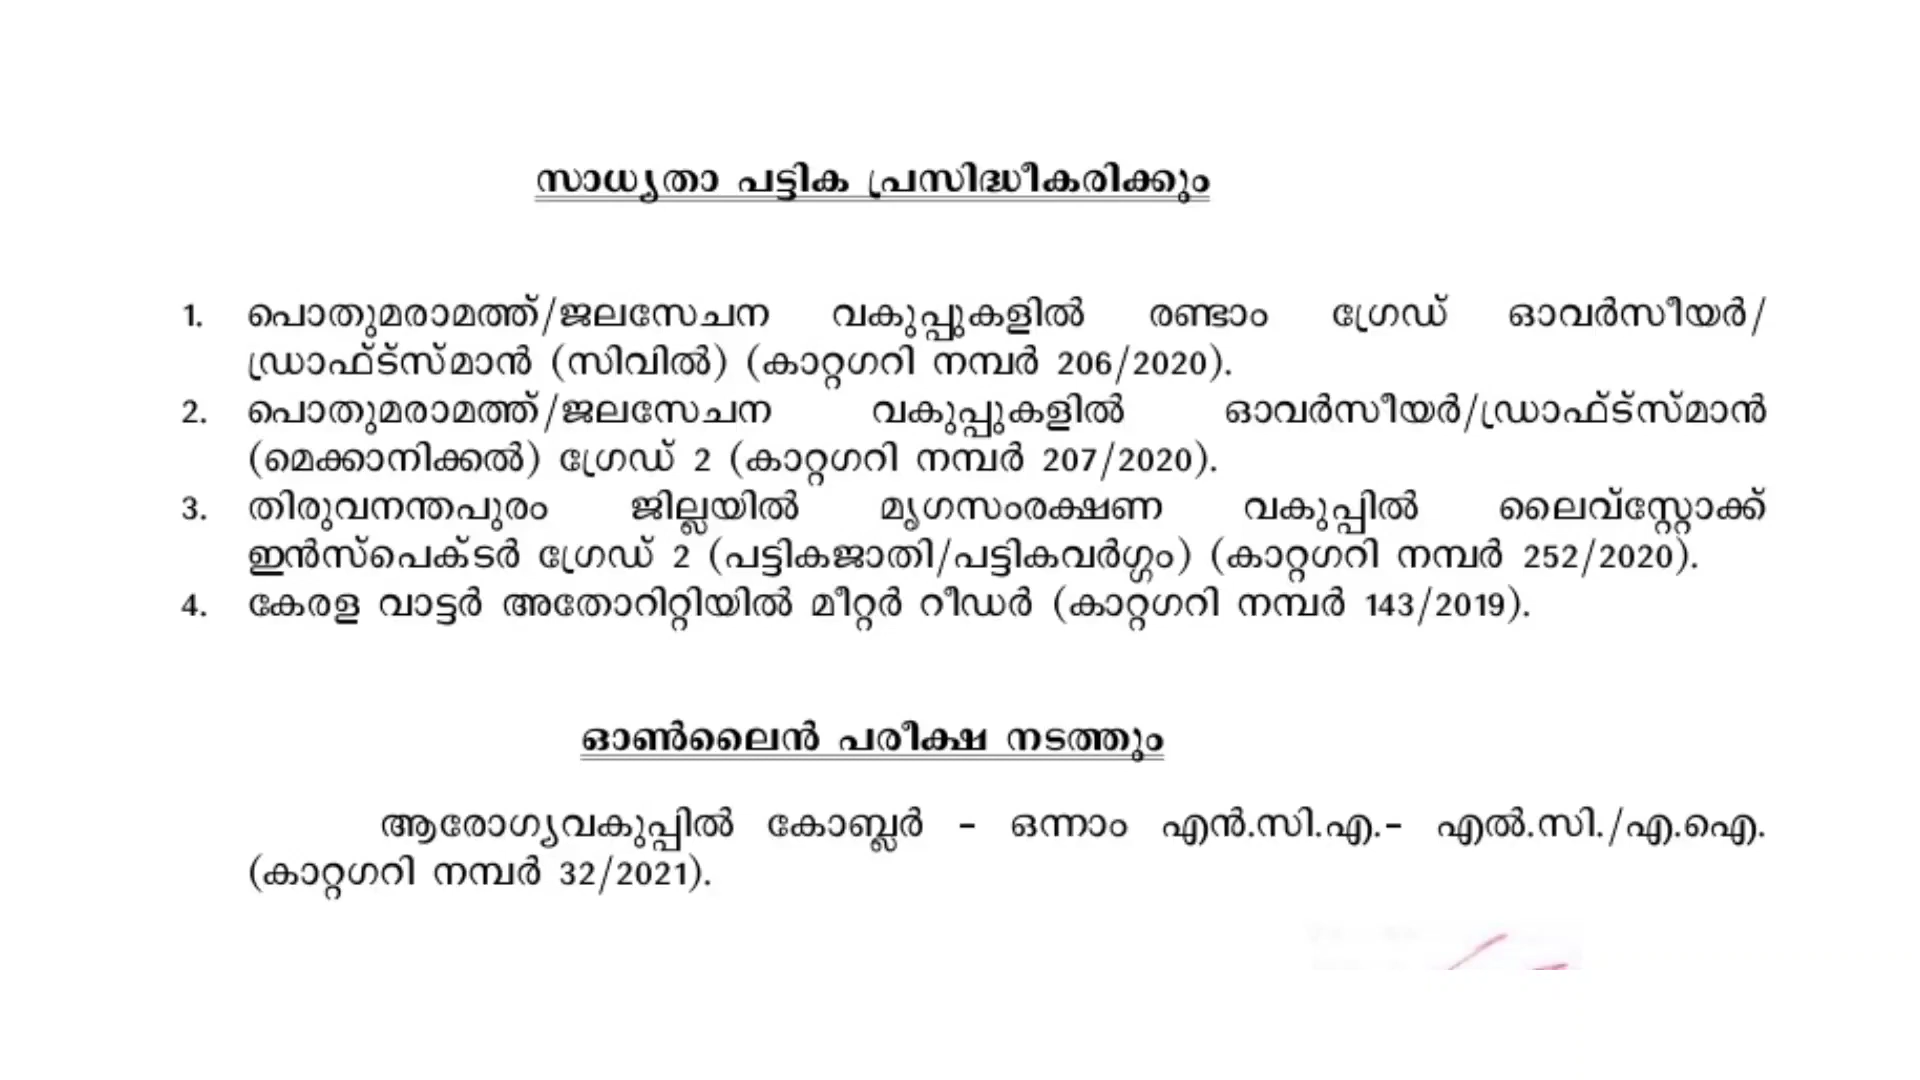 സാധ്യതാ പട്ടിക പ്രസിദ്ധീകരിക്കും
1. പൊതുമരാമത്ത്/ജലസേചന വകുപ്പുകളിൽ രണ്ടാം ഗ്രേഡ് ഓവർസീയർ/
ഡ്രാഫ്ട്സ്മാൻ (സിവിൽ) (കാറ്റഗറി നമ്പർ 206/2020).
2. പൊതുമരാമത്ത്/ജലസേചന വകുപ്പുകളിൽ ഓവർസീയർ/ഡ്രാഫ്ട്സ്മാൻ
(മെക്കാനിക്കൽ) ഗ്രേഡ് 2 (കാറ്റഗറി നമ്പർ 207/2020).
3. തിരുവനന്തപുരം ജില്ലയിൽ മൃഗസംരക്ഷണ വകുപ്പിൽ ലൈവ്സ്റ്റോക്ക്
ഇൻസ്പെക്ടർ ഗ്രേഡ് 2 (പട്ടികജാതി/പട്ടികവർഗ്ഗം) (കാറ്റഗറി നമ്പർ 252/2020).
4. കേരള വാട്ടർ അതോറിറ്റിയിൽ മീറ്റർ റീഡർ (കാറ്റഗറി നമ്പർ 143/2019).
ഓൺലൈൻ പരീക്ഷ നടത്തും
ആരോഗ്യവകുപ്പിൽ കോബ്ലർ - ഒന്നാം എൻ.സി.എ.- എൽ.സി./എ.ഐ.
(കാറ്റഗറി നമ്പർ 32/2021).